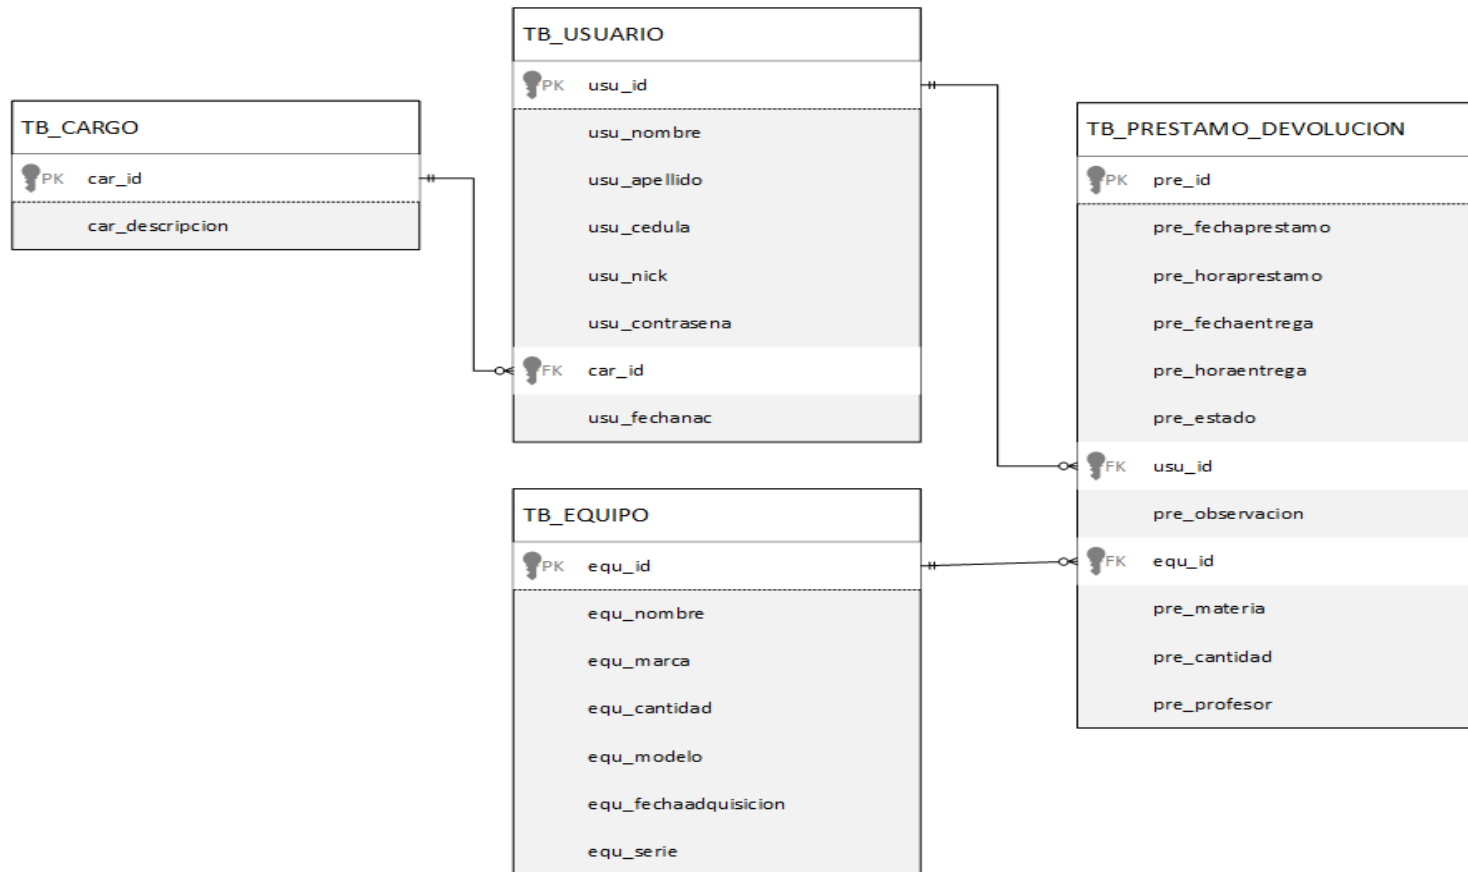 TB_CARGO
PK car_id
car_descripcion
TB_USUARIO
PK usu_id
usu_nombre
usu_apellido
usu_cedula
usu_nick
usu_contrasena
FK car_id
usu_fechanac
TB_EQUIPO
PK equ_id
equ_nombre
equ_marca
equ_cantidad
equ_modelo
equ_fechaadquisicion
equ_serie
TB_PRESTAMO_DEVOLUCION
PK pre_id
pre_fechaprestamo
pre_horaprestamo
pre_fechaentrega
pre_horaentrega
pre_estado
FK usu_id
pre_observacion
FK equ_id
pre_materia
pre_cantidad
pre_profesor